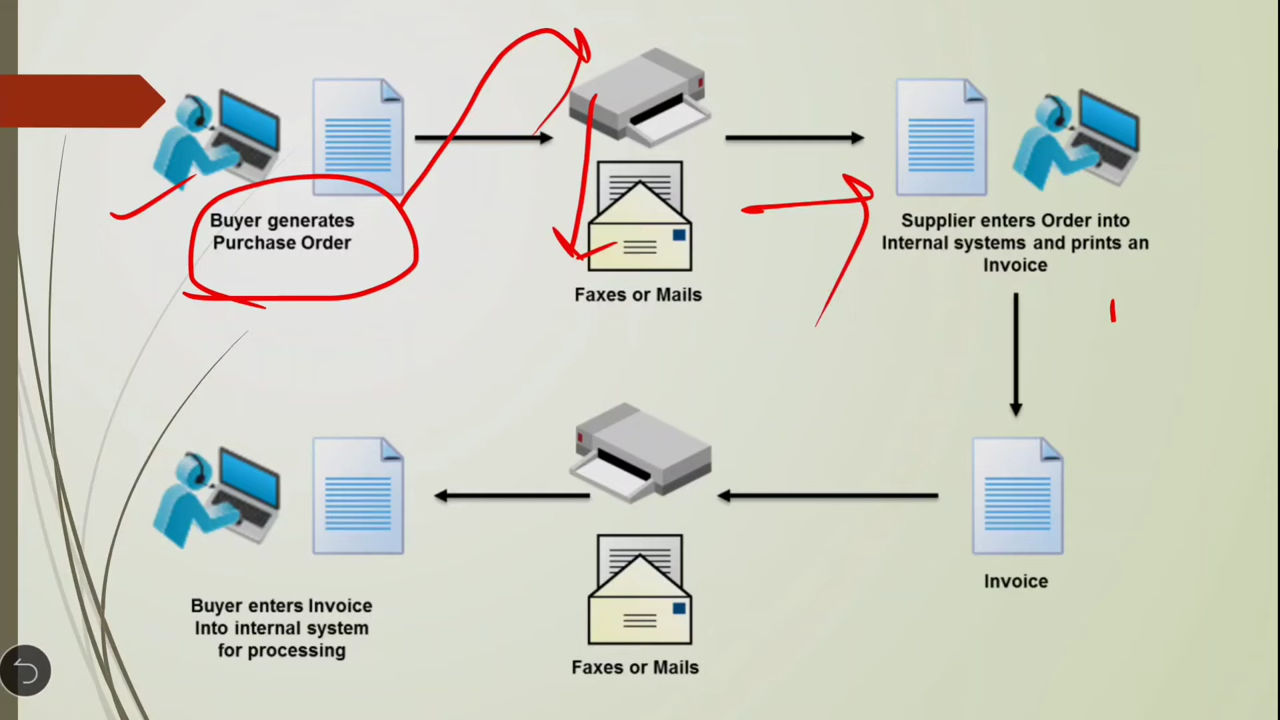 Buyer generates
Purchase Order
Faxes or Mails
Supplier enters Order into
Internal systems and prints an
Invoice
Invoice
Faxes or Mails
Buyer enters Invoice
Into internal system
for processing